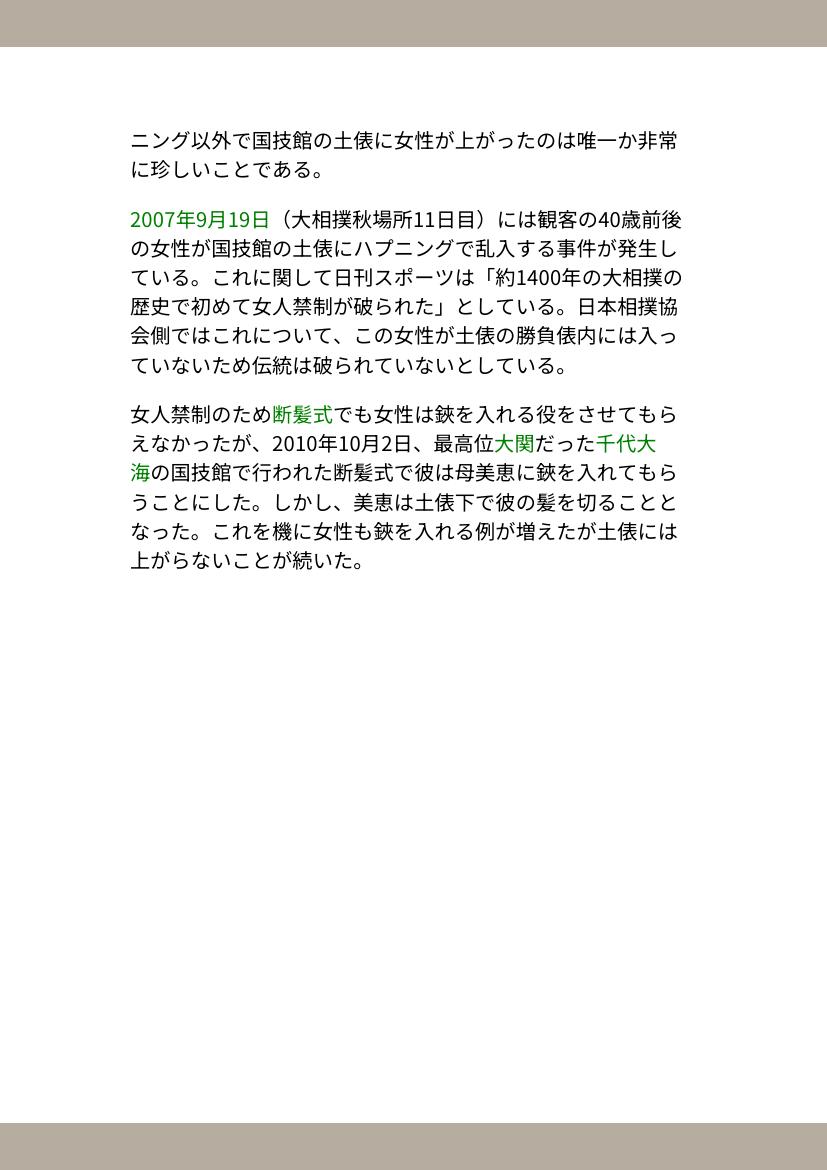 ニング以外で国技館の土俵に女性が上がったのは唯一か非常
に珍しいことである。
2007年9月19日（大相撲秋場所11日目）には観客の40歳前後
の女性が国技館の土俵にハプニングで乱入する事件が発生し
ている。これに関して日刊スポーツは「約1400年の大相撲の
歴史で初めて女人禁制が破られた」としている。日本相撲協
会側ではこれについて、この女性が土俵の勝負俵内には入っ
ていないため伝統は破られていないとしている。
女人禁制のため断髪式でも女性は鋏を入れる役をさせてもら
えなかったが、2010年10月2日、最高位大関だった千代大
海の国技館で行われた断髪式で彼は母美恵に鋏を入れてもら
うことにした。しかし、美恵は土俵下で彼の髪を切ることと
なった。これを機に女性も鋏を入れる例が増えたが土俵には
上がらないことが続いた。